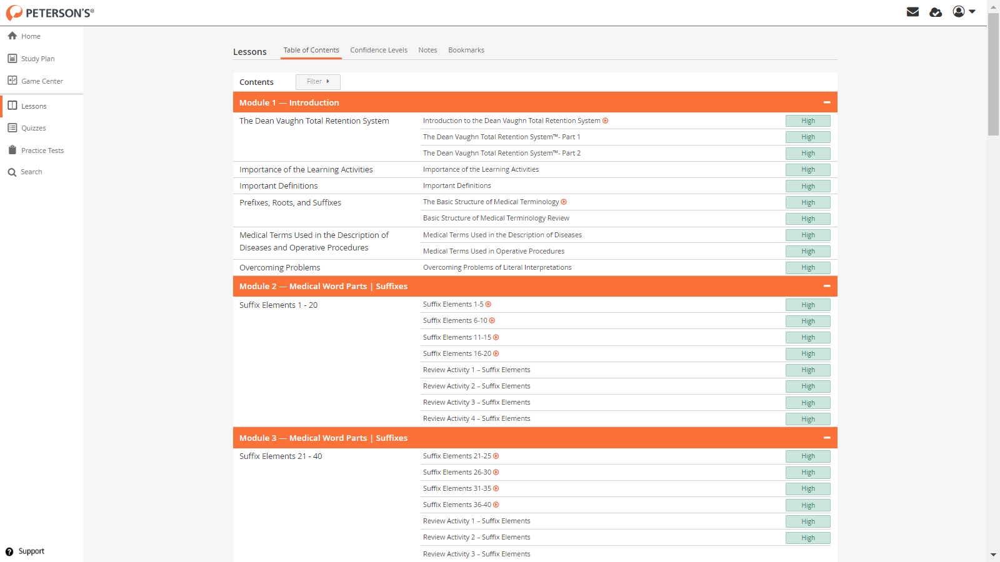 PETERSON'S®
Home
Study Plan
Game Center
Lessons
Quizzes
Practice Tests
Search
Support
Lessons
Table of Contents
Confidence Levels
Notes
Bookmarks
Contents
Filter
Module 1 — Introduction
The Dean Vaughn Total Retention System
Introduction to the Dean Vaughn Total Retention System
High
The Dean Vaughn Total Retention System™- Part 1
High
The Dean Vaughn Total Retention System™- Part 2
High
Importance of the Learning Activities
Importance of the Learning Activities
High
Important Definitions
Important Definitions
High
Prefixes, Roots, and Suffixes
The Basic Structure of Medical Terminology
High
Basic Structure of Medical Terminology Review
High
Medical Terms Used in the Description of
Diseases and Operative Procedures
Medical Terms Used in the Description of Diseases
High
Medical Terms Used in Operative Procedures
High
Overcoming Problems
Overcoming Problems of Literal Interpretations
High
Module 2 — Medical Word Parts | Suffixes
Suffix Elements 1 - 20
Suffix Elements 1-5
High
Suffix Elements 6-10
High
Suffix Elements 11-15
High
Suffix Elements 16-20
High
Review Activity 1 – Suffix Elements
High
Review Activity 2 – Suffix Elements
High
Review Activity 3 – Suffix Elements
High
Review Activity 4 – Suffix Elements
High
Module 3 — Medical Word Parts | Suffixes
Suffix Elements 21 - 40
Suffix Elements 21-25
High
Suffix Elements 26-30
High
Suffix Elements 31-35
High
Suffix Elements 36-40
High
Review Activity 1 – Suffix Elements
High
Review Activity 2 – Suffix Elements
High
Review Activity 3 – Suffix Elements